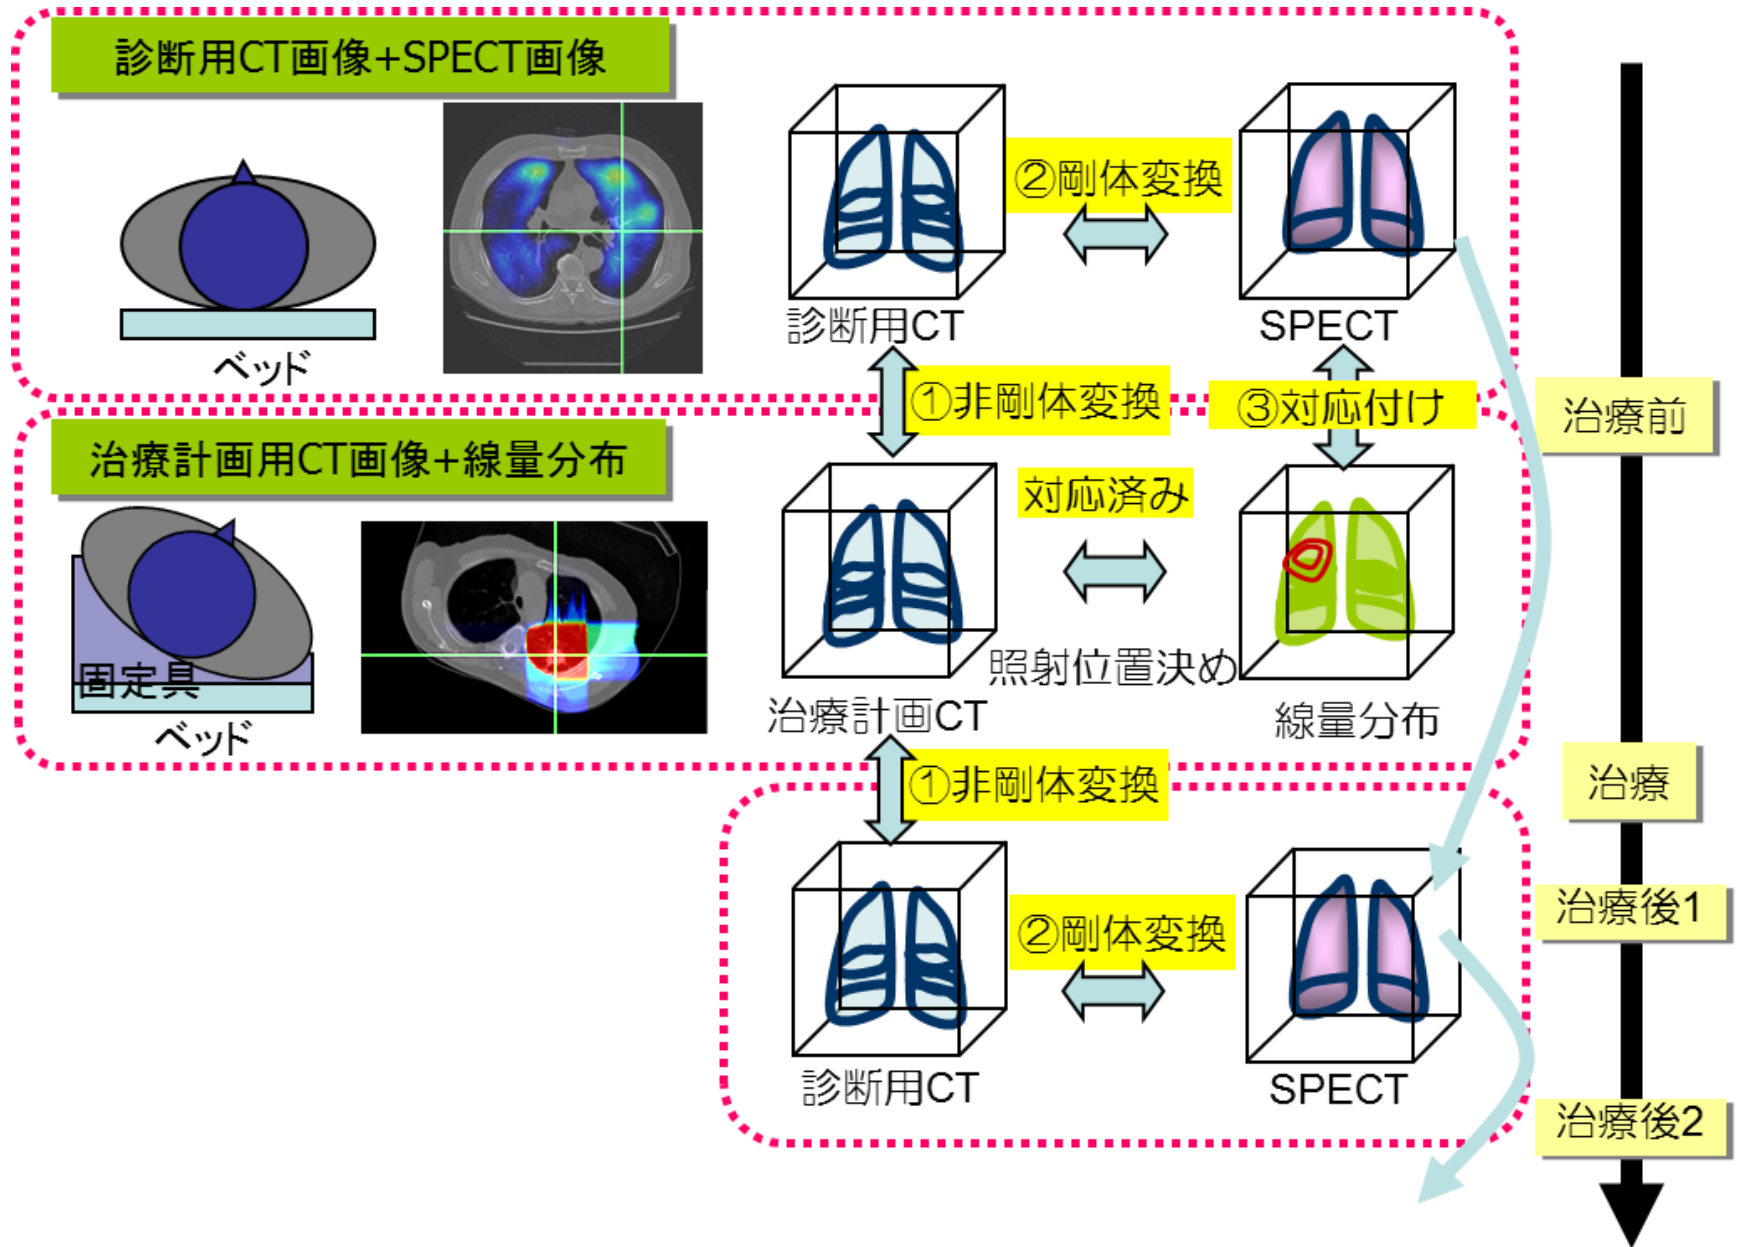 診断用CT画像+SPECT画像
②剛体変換
診断用CT
SPECT
ベッド
①非剛体変換
③対応付け
治療前
治療計画用CT画像+線量分布
対応済み
固定具
照射位置決め
ベッド
治療計画CT
線量分布
①非剛体変換
治療
②剛体変換
治療後1
診断用CT
SPECT
治療後2